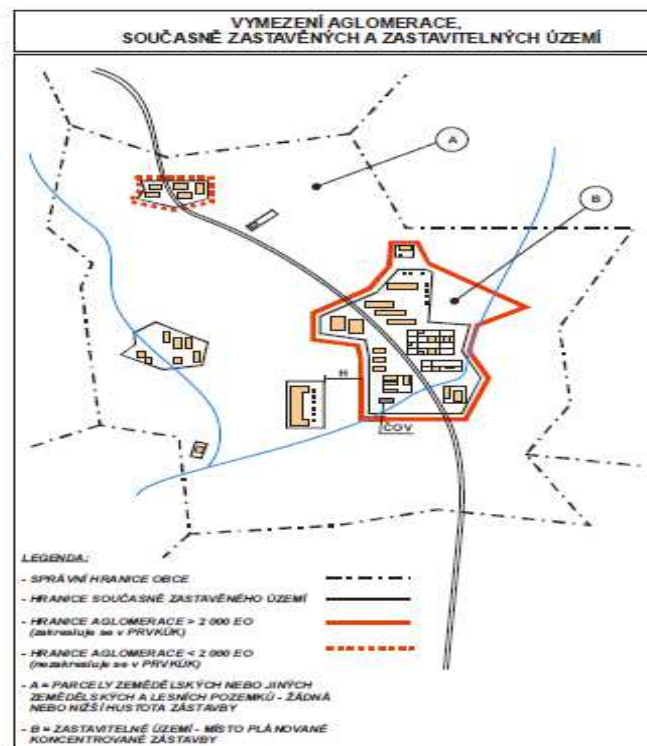 VYMEZENÍ AGLOMERACE,
SOUČASNĚ ZASTAVĚNÝCH A ZASTAVITELNÝCH ÚZEMÍ
A
B
H
ČOV
LEGENDA:
- SPRÁVNÍ HRANICE OBCE
- HRANICE SOUČASNĚ ZASTAVĚNÉHO ÚZEMÍ
- HRANICE AGLOMERACE > 2 000 EO
(zakresluje se v PRVKÚK)
- HRANICE AGLOMERACE < 2 000 EO
(nezakresluje se v PRVKÚK)
- A = PARCELY ZEMĚDĚLSKÝCH NEBO JINÝCH
ZEMĚDĚLSKÝCH A LESNÍCH POZEMKŮ - ŽÁDNÁ
NEBO NIŽŠÍ HUSTOTA ZÁSTAVBY
- B = ZASTAVITELNÉ ÚZEMÍ - MÍSTO PLÁNOVANÉ
KONCENTROVANÉ ZÁSTAVBY